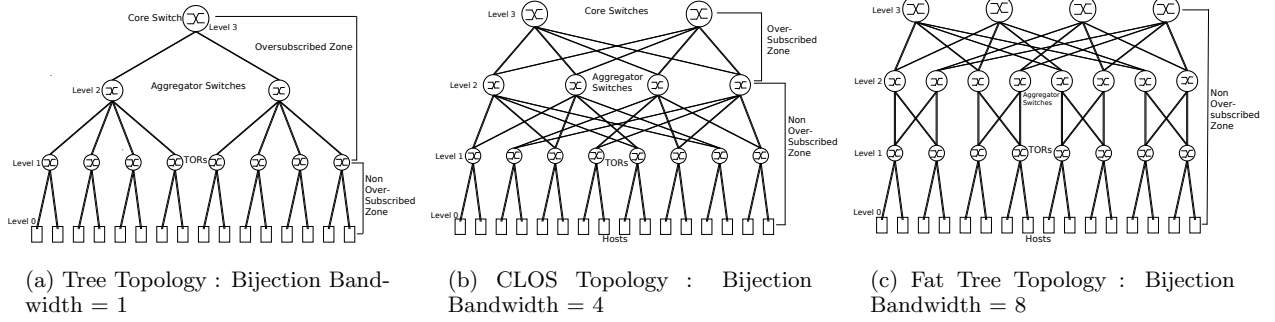 Core Switch
Level 3
Oversubscribed Zone
Level 2
Aggregator Switches
Level 1
TORs
Non
Over-
Subscribed
Zone
Level 0
(a) Tree Topology : Bijection Band-
width = 1
Level 3
Core Switches
Over-
Subscribed
Zone
Level 2
Aggregator
Switches
Non
Over-
Subscribed
Zone
Level 1
TORs
Level 0
Hosts
(b) CLOS Topology : Bijection
Bandwidth = 4
Level 3
Level 2
Aggregator
Switches
Non
Over-
subscribed
Zone
Level 1
TORs
Level 0
Hosts
(c) Fat Tree Topology : Bijection
Bandwidth = 8